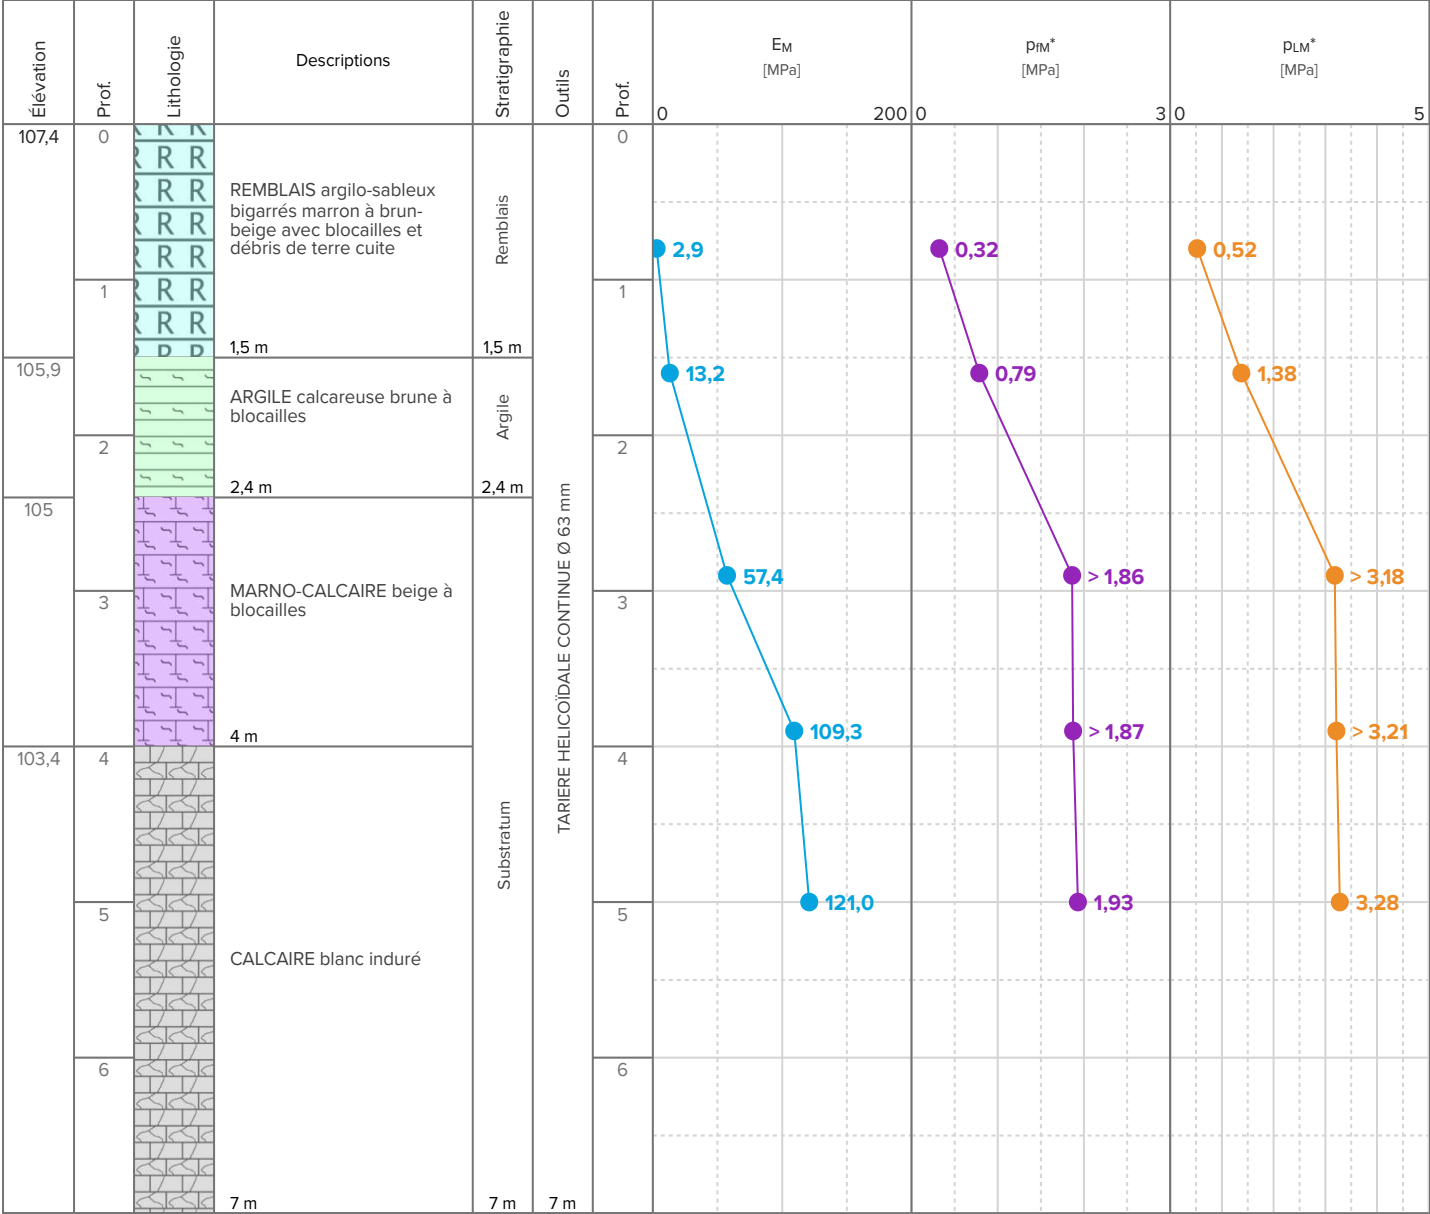 Élévation
Prof.
Lithologie
Descriptions
Stratigraphie
Outils
Prof.
EM
[MPa]
0 200
pfM*
[MPa]
0 3
pLM*
[MPa]
0 5
107,4
105,9
105
103,4
0
1
2
3
4
5
6
R R R
REMBLAIS argilo-sableux
bigarrés marron à brun-
beige avec blocailles et
débris de terre cuite
1,5 m
ARGILE calcareuse brune à
blocailles
2,4 m
MARNO-CALCAIRE beige à
blocailles
4 m
CALCAIRE blanc induré
7 m
Remblais
1,5 m
Argile
2,4 m
Substratum
7 m
TARIERE HELICOÏDALE CONTINUE Ø 63 mm
7 m
0
1
2
3
4
5
6
2,9
13,2
57,4
109,3
121,0
0,32
0,79
> 1,86
> 1,87
1,93
0,52
1,38
> 3,18
> 3,21
3,28